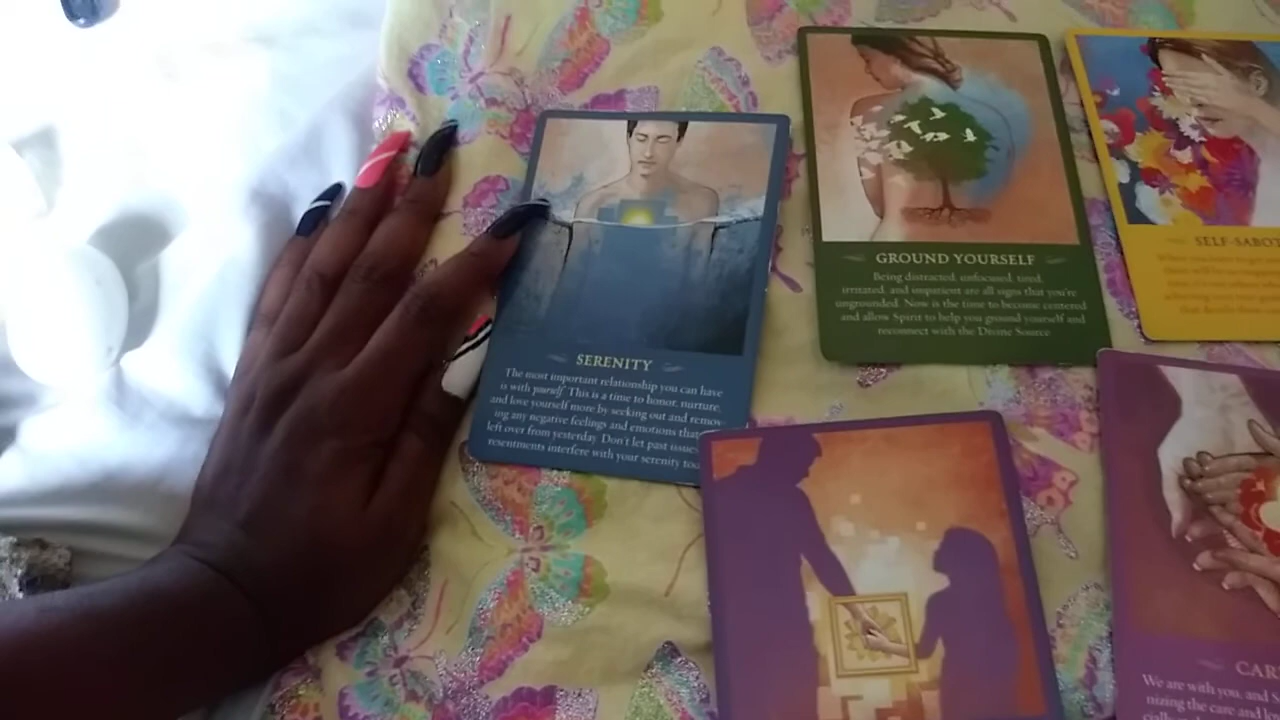 SERENITY
The most important relationship you can have
is with yourself. This is a time to honor, nurture,
and love yourself more by seeking out and remov-
ing any negative feelings and emotions that
left over from yesterday. Don't let past issues
resentments interfere with your serenity
GROUND YOURSELF
Being distracted, unfocused, tired,
irritated, and impatient are all signs that you're
ungrounded. Now is the time to become centered
and allow Spirit to help you ground yourself and
reconnect with the Divine Source
SELF-SABOT
We are with you, and
nizing the care and